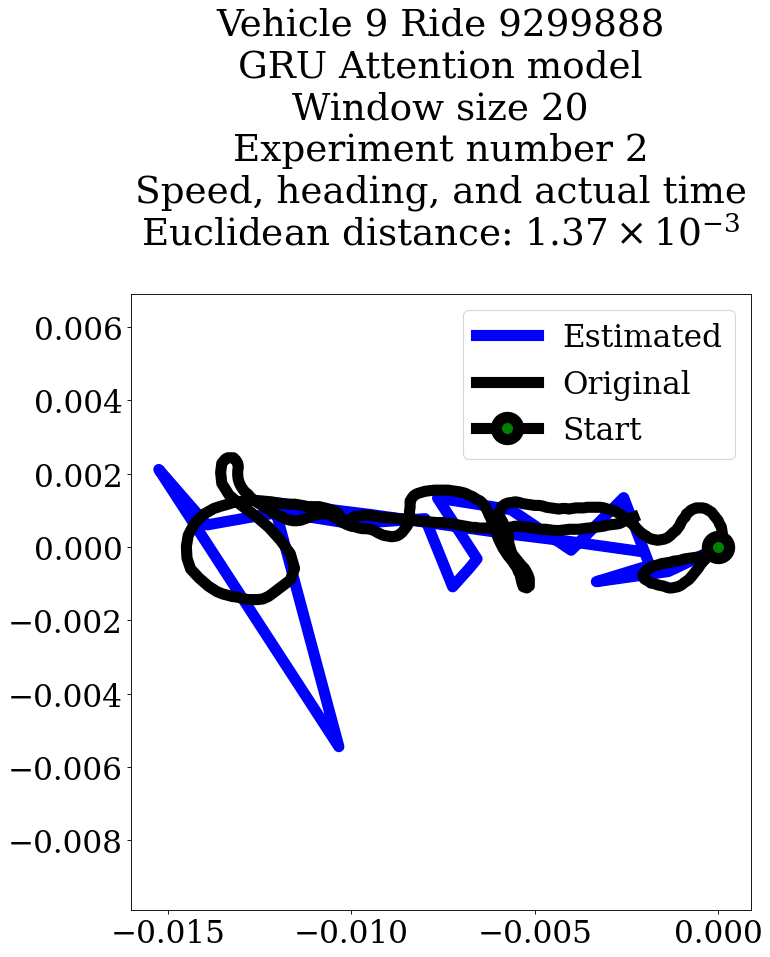 Vehicle 9 Ride 9299888
GRU Attention model
Window size 20
Experiment number 2
Speed, heading, and actual time
Euclidean distance: 1.37 × 10⁻³
Estimated
Original
Start
0.006
0.004
0.002
0.000
−0.002
−0.004
−0.006
−0.008
−0.015 −0.010 −0.005 0.000